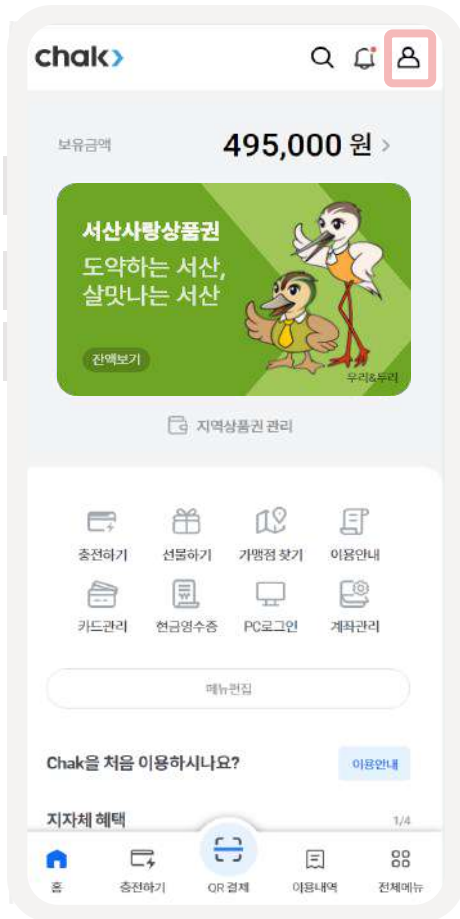 chak>
보유금액 495,000 원 >
서산사랑상품권
도약하는 서산,
살맛나는 서산
잔액보기
우리&두리
지역상품권 관리
충전하기 선물하기 가맹점 찾기 이용안내
카드관리 현금영수증 PC로그인 계좌관리
메뉴편집
Chak을 처음 이용하시나요? 이용안내
지자체 혜택 1/4
홈 충전하기 QR 결제 이용내역 전체메뉴